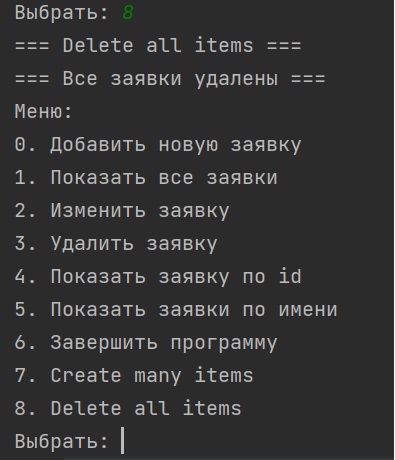 Выбрать: 8
=== Delete all items ===
=== Все заявки удалены ===
Меню:
0. Добавить новую заявку
1. Показать все заявки
2. Изменить заявку
3. Удалить заявку
4. Показать заявку по id
5. Показать заявки по имени
6. Завершить программу
7. Create many items
8. Delete all items
Выбрать: